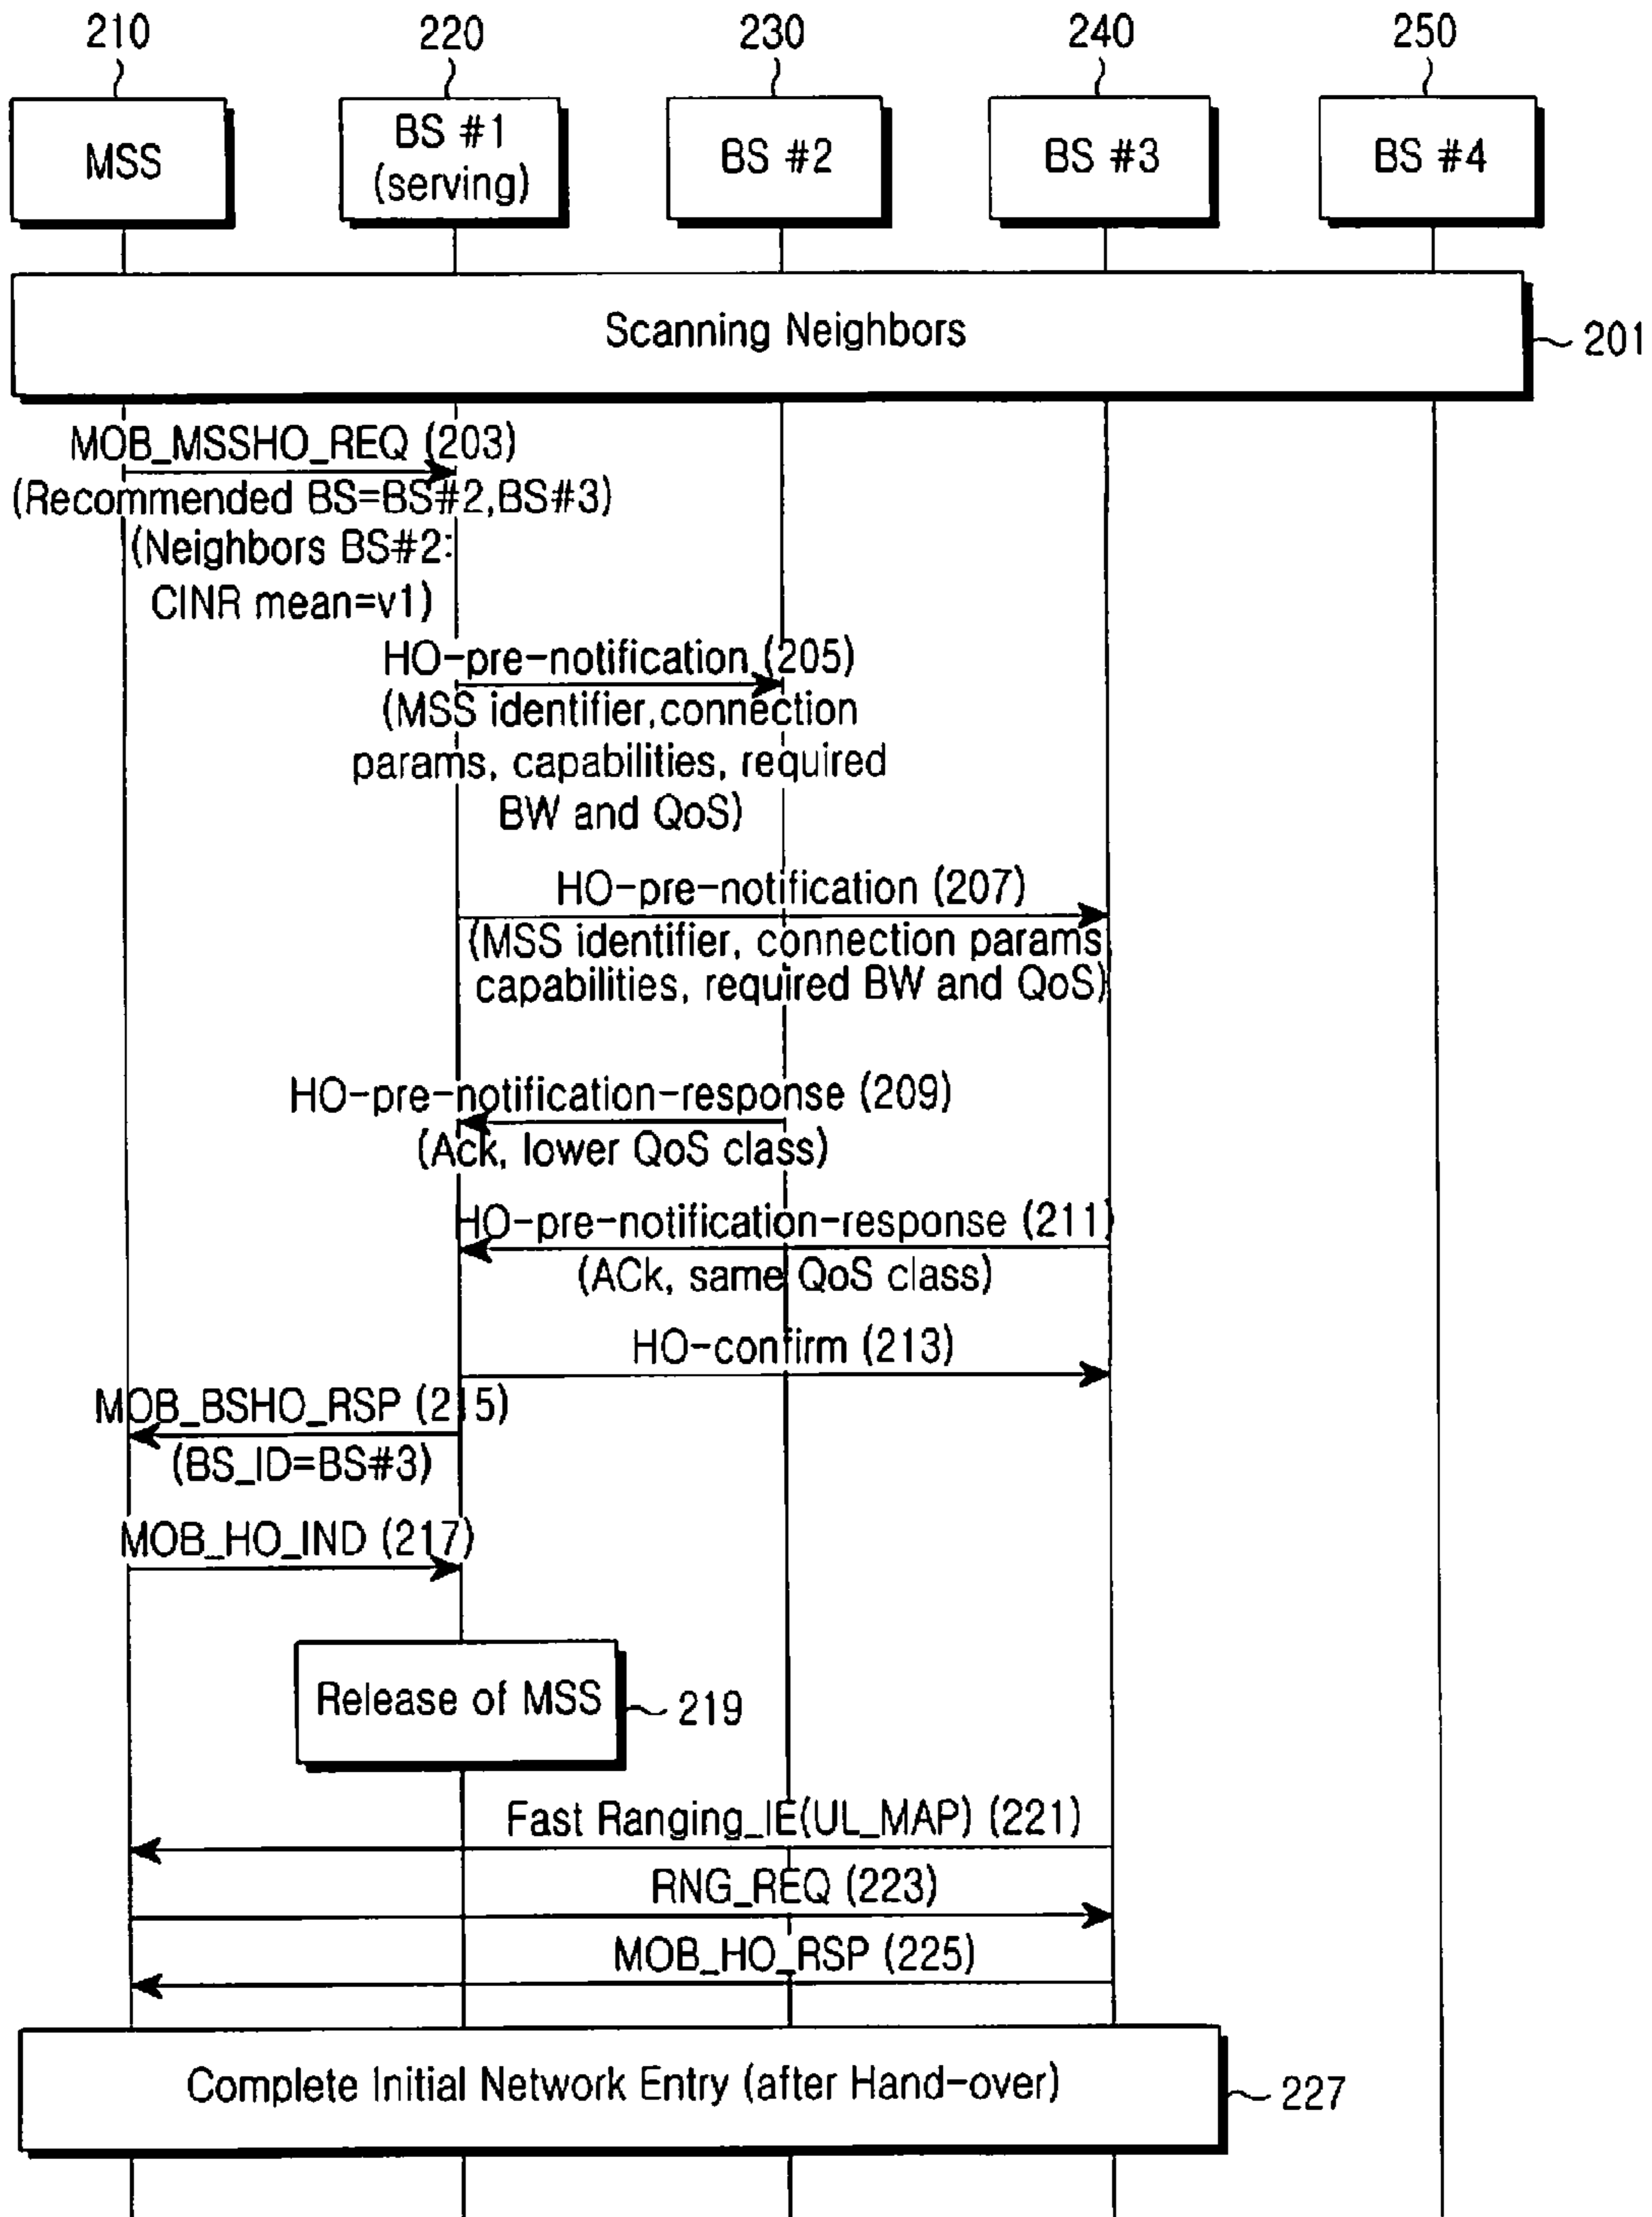 210
220
230
240
250
MSS
BS #1
(serving)
BS #2
BS #3
BS #4
Scanning Neighbors
201
MOB_MSSHO_REQ (203)
(Recommended BS=BS#2,BS#3)
(Neighbors BS#2:
CINR mean=v1)
HO-pre-notification (205)
(MSS identifier,connection
params, capabilities, required
BW and QoS)
HO-pre-notification (207)
(MSS identifier, connection params
capabilities, required BW and QoS)
HO-pre-notification-response (209)
(Ack, lower QoS class)
HO-pre-notification-response (211)
(ACk, same QoS class)
HO-confirm (213)
MOB_BSHO_RSP (215)
(BS_ID=BS#3)
MOB_HO_IND (217)
Release of MSS
219
Fast Ranging_IE(UL_MAP) (221)
RNG_REQ (223)
MOB_HO_RSP (225)
Complete Initial Network Entry (after Hand-over)
227